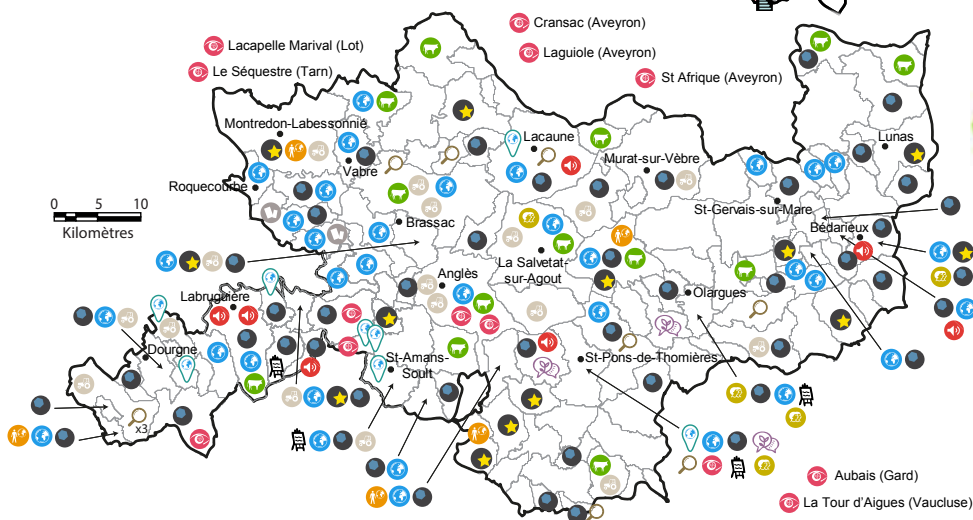 Cransac (Aveyron)
Lacapelle Marival (Lot)
Laguiole (Aveyron)
Le Séquestre (Tarn)
St Afrique (Aveyron)
Montredon-Labessonnié
Lacaune
Lunas
Vabre
Murat-sur-Vèbre
Roquecourbe
0 5 10
Kilomètres
St-Gervais-sur-Mare
Brassac
Bédarieux
La Salvetat-
sur-Agout
Anglès
Olargues
Labruguière
Dourgne
St-Amans-
Soult
St-Pons-de-Thomières
x3
Aubais (Gard)
La Tour d'Aigues (Vaucluse)